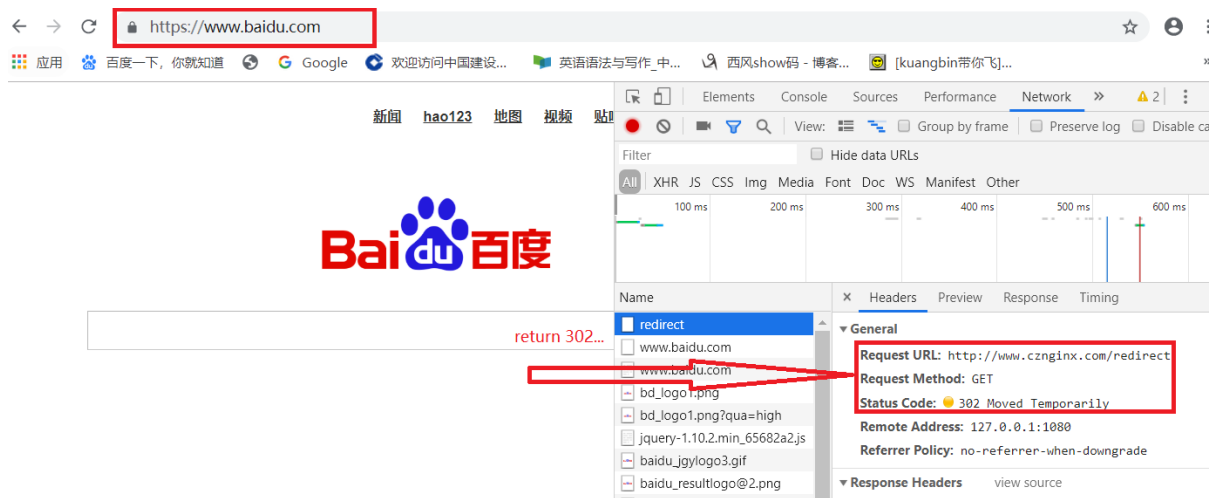 https://www.baidu.com
应用 百度一下，你就知道 Google 欢迎访问中国建设... 英语语法与写作_中... 西风show码 - 博客... [kuangbin带你飞]... »
Elements Console Sources Performance Network » 2
新闻 hao123 地图 视频
View: Group by frame Preserve log Disable ca
Filter Hide data URLs
All XHR JS CSS Img Media Font Doc WS Manifest Other
100 ms 200 ms 300 ms 400 ms 500 ms 600 ms
Bai du 百度
return 302...
Name
redirect
www.baidu.com
www.baidu.com
bd_logo1.png
bd_logo1.png?qua=high
jquery-1.10.2.min_65682a2.js
baidu_jgylogo3.gif
baidu_resultlogo@2.png
× Headers Preview Response Timing
General
Request URL: http://www.cznginx.com/redirect
Request Method: GET
Status Code: 302 Moved Temporarily
Remote Address: 127.0.0.1:1080
Referrer Policy: no-referrer-when-downgrade
Response Headers view source